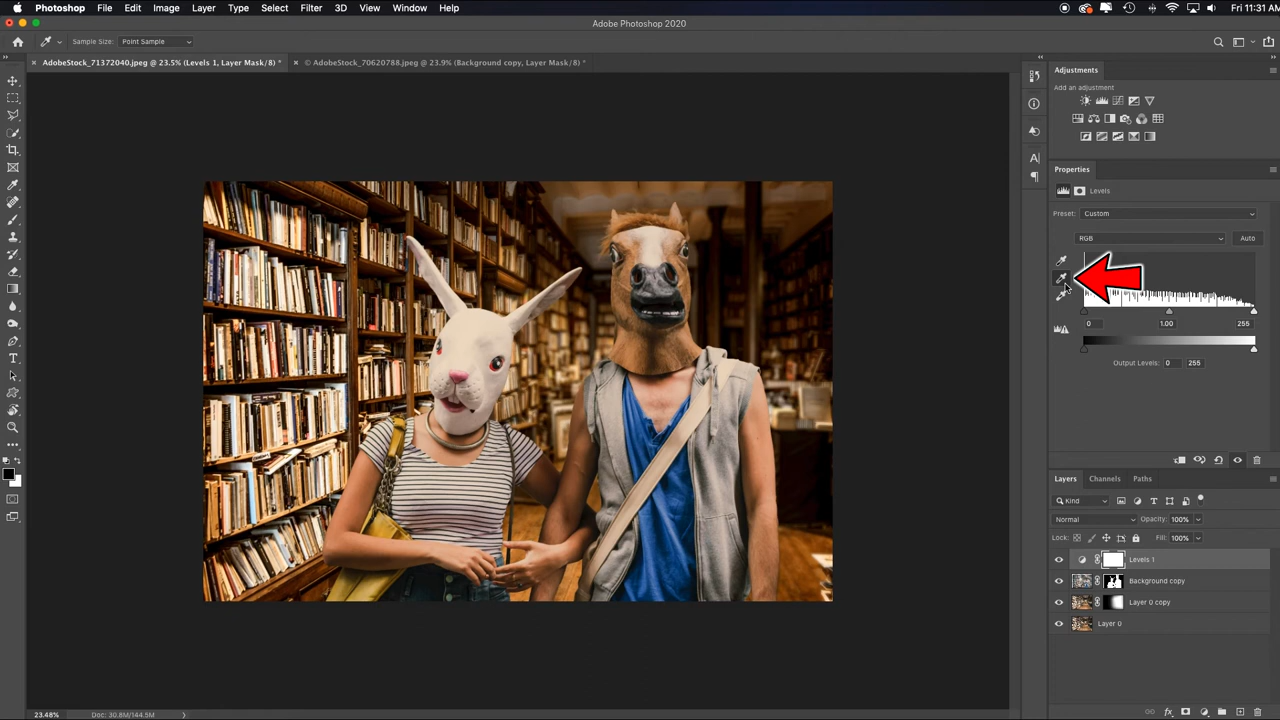 Photoshop File Edit Image Layer Type Select Filter 3D View Window Help Fri 11:31 AM
Adobe Photoshop 2020
Sample Size: Point Sample
AdobeStock_71372040.jpeg @ 23.5% (Levels 1, Layer Mask/8) * © AdobeStock_70620788.jpeg @ 23.9% (Background copy, Layer Mask/8) *
Adjustments
Add an adjustment
Properties
Levels
Preset: Custom
RGB Auto
0 1.00 255
Output Levels: 0 255
Layers Channels Paths
Kind
Normal Opacity: 100%
Lock: Fill: 100%
Levels 1
Background copy
Layer 0 copy
Layer 0
23.48% Doc: 30.8M/144.5M